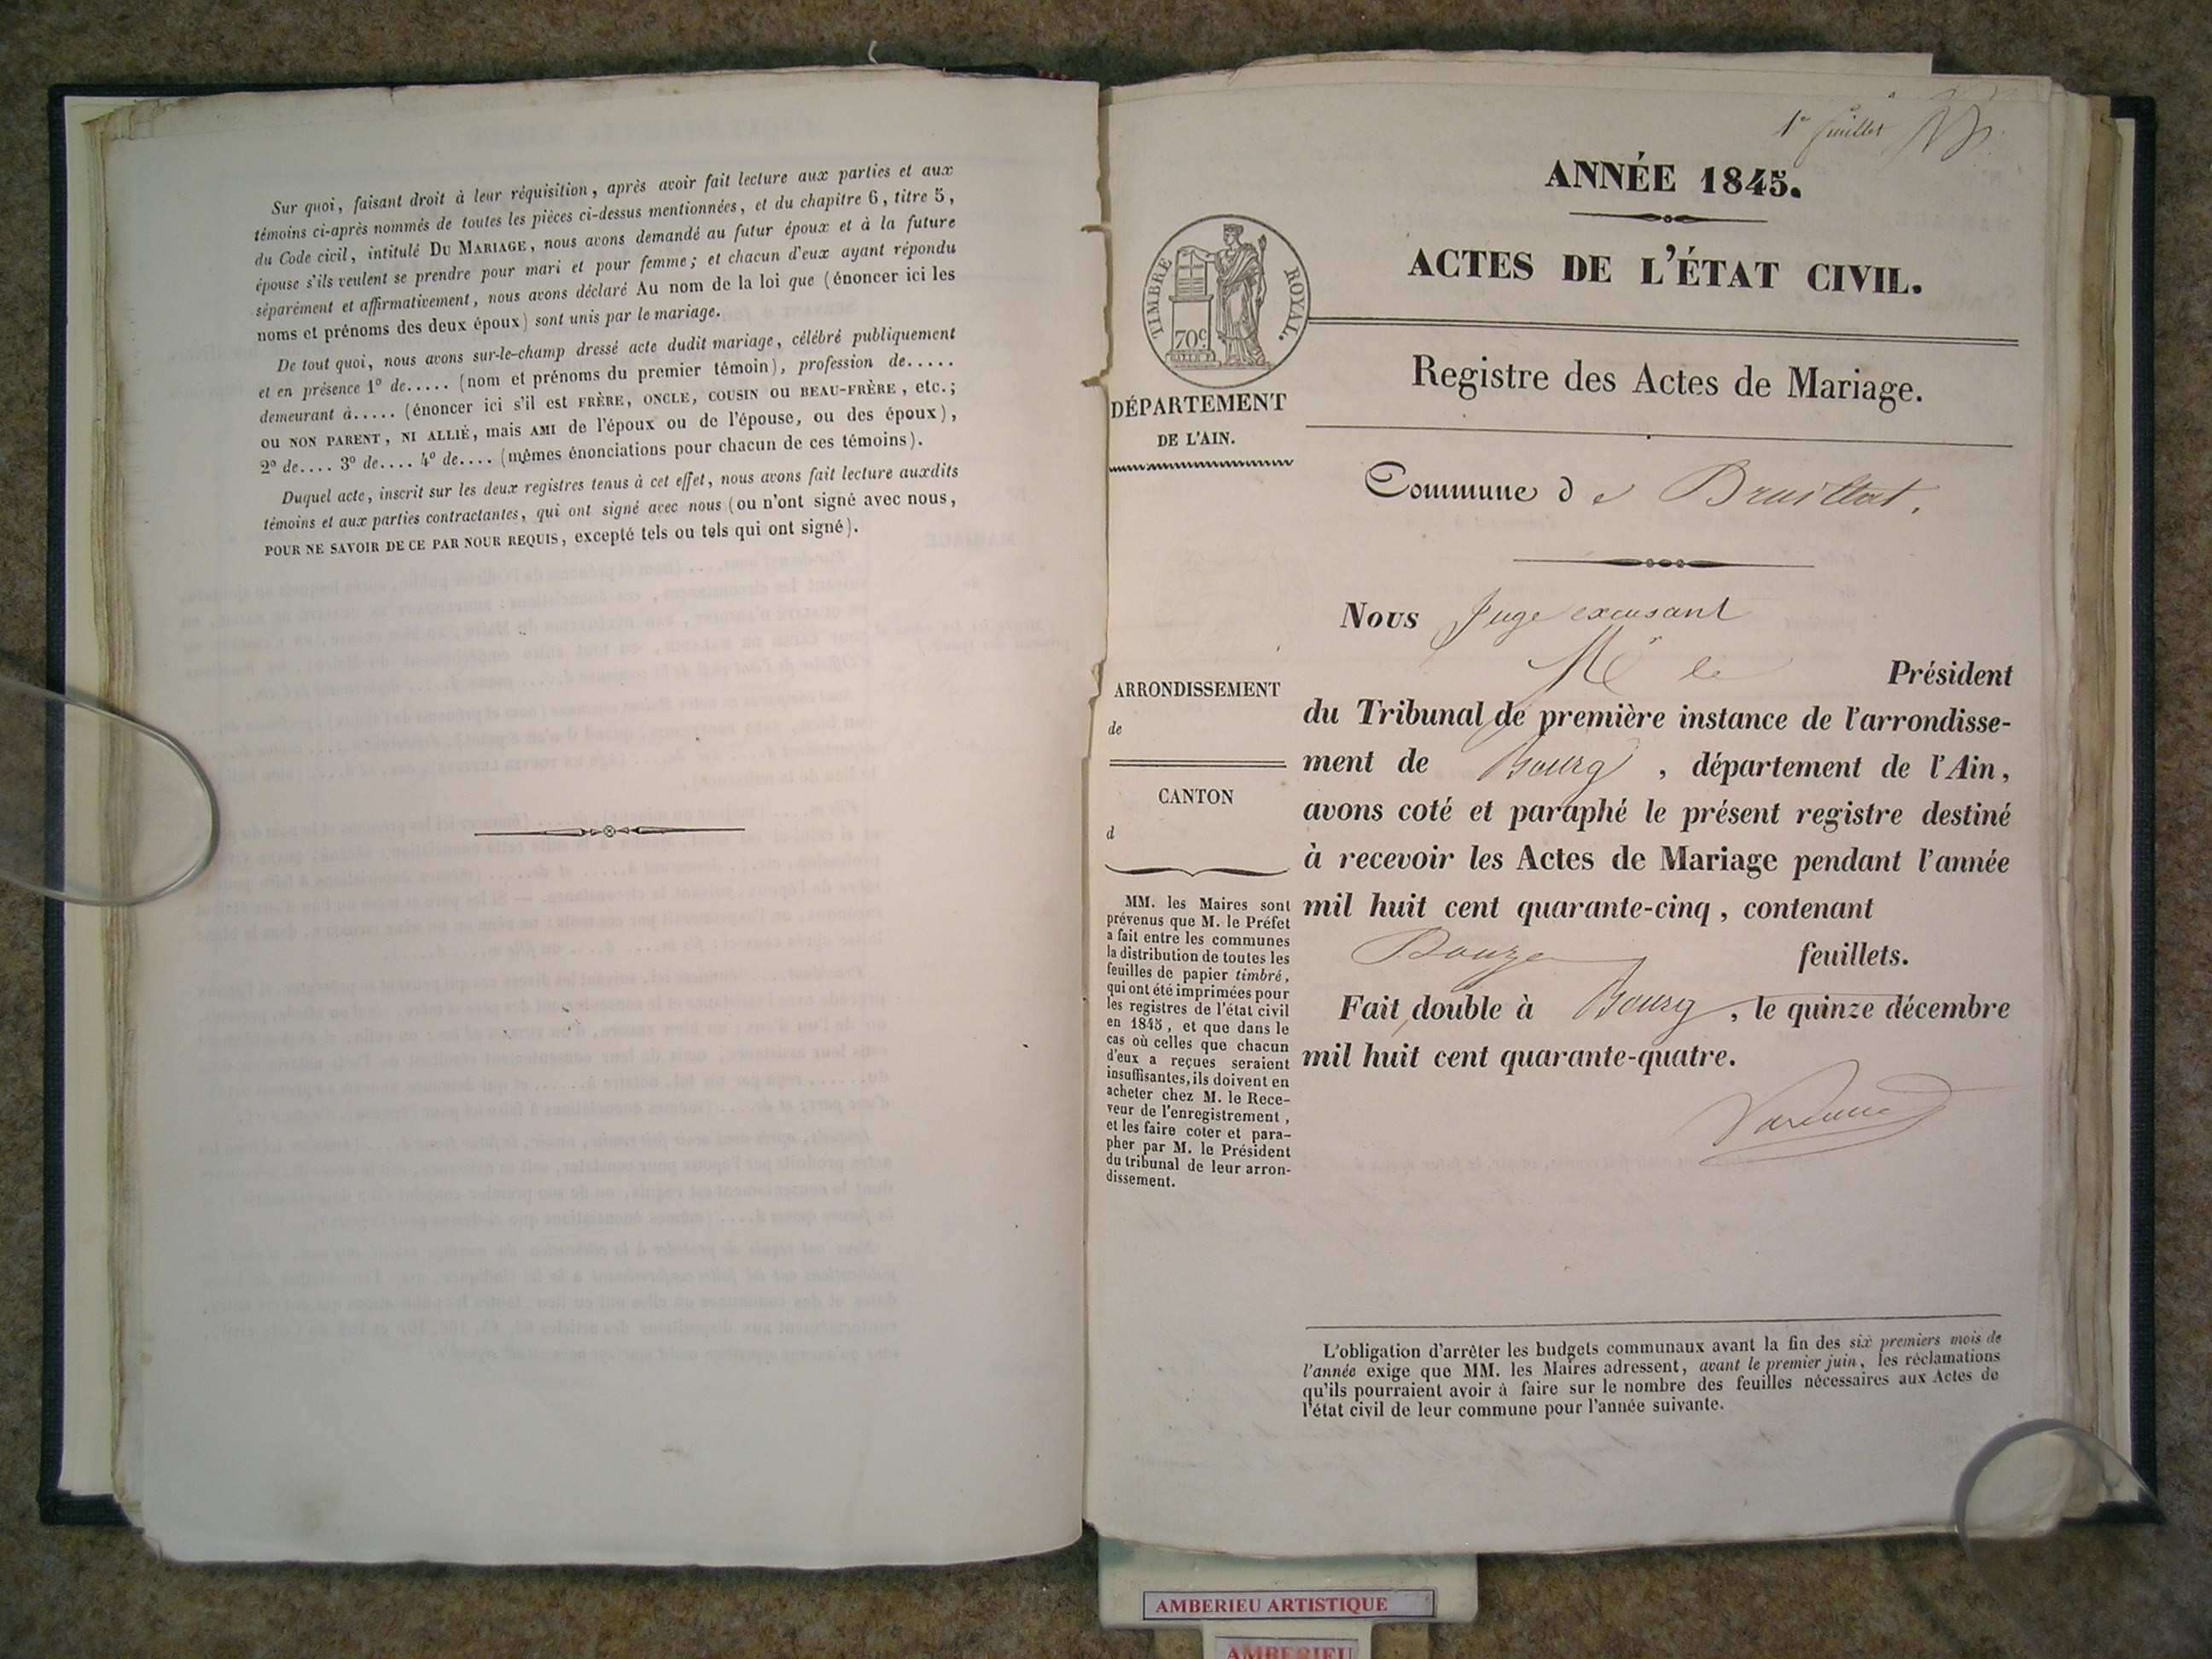 Sur quoi, faisant droit à leur réquisition, après avoir fait lecture aux parties et aux
témoins ci-après nommés de toutes les pièces ci-dessus mentionnées, et du chapitre 6, titre 5,
du Code civil, intitulé DU MARIAGE, nous avons demandé au futur époux et à la future
épouse s'ils veulent se prendre pour mari et pour femme; et chacun d'eux ayant répondu
séparément et affirmativement, nous avons déclaré Au nom de la loi que (énoncer ici les
noms et prénoms des deux époux) sont unis par le mariage.
De tout quoi, nous avons sur-le-champ dressé acte dudit mariage, célébré publiquement
et en présence 1º de..... (nom et prénoms du premier témoin), profession de.....
demeurant à..... (énoncer ici s'il est FRÈRE, ONCLE, COUSIN ou BEAU-FRÈRE, etc.;
ou NON PARENT, NI ALLIÉ, mais AMI de l'époux ou de l'épouse, ou des époux),
2º de.... 3º de.... 4º de.... (mêmes énonciations pour chacun de ces témoins).
Duquel acte, inscrit sur les deux registres tenus à cet effet, nous avons fait lecture auxdits
témoins et aux parties contractantes, qui ont signé avec nous (ou n'ont signé avec nous,
POUR NE SAVOIR DE CE PAR NOUR REQUIS, excepté tels ou tels qui ont signé).
1er juillet
ANNÉE 1845.
ACTES DE L'ÉTAT CIVIL.
TIMBRE ROYAL.
70c
Registre des Actes de Mariage.
DÉPARTEMENT
DE L'AIN.
Commune de Bruillat.
Nous Juge excusant
Mr le Président
ARRONDISSEMENT
de
CANTON
d
du Tribunal de première instance de l'arrondisse-
ment de Bourg, département de l'Ain,
avons coté et paraphé le présent registre destiné
à recevoir les Actes de Mariage pendant l'année
mil huit cent quarante-cinq, contenant
Douze feuillets.
Fait double à Bourg, le quinze décembre
mil huit cent quarante-quatre.
MM. les Maires sont
prévenus que M. le Préfet
a fait entre les communes
la distribution de toutes les
feuilles de papier timbré,
qui ont été imprimées pour
les registres de l'état civil
en 1845, et que dans le
cas où celles que chacun
d'eux a reçues seraient
insuffisantes, ils doivent en
acheter chez M. le Rece-
veur de l'enregistrement,
et les faire coter et para-
pher par M. le Président
du tribunal de leur arron-
dissement.
L'obligation d'arrêter les budgets communaux avant la fin des six premiers mois de
l'année exige que MM. les Maires adressent, avant le premier juin, les réclamations
qu'ils pourraient avoir à faire sur le nombre des feuilles nécessaires aux Actes de
l'état civil de leur commune pour l'année suivante.
AMBERIEU ARTISTIQUE
AMBERIEU